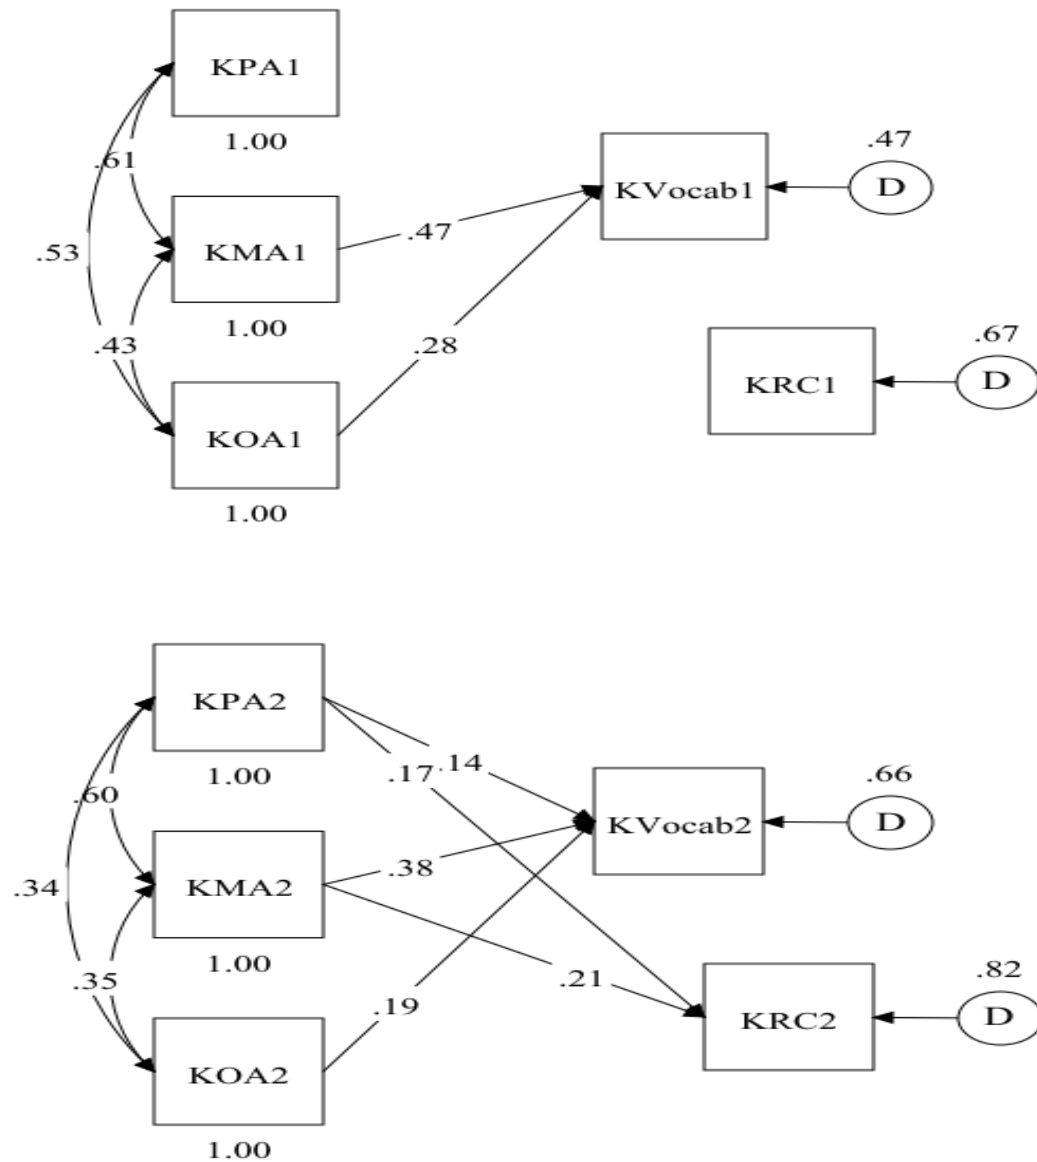 KPA1
1.00
.61
.47
KVocab1
D
.53
KMA1
.47
1.00
.43
.28
.67
KRC1
D
KOA1
1.00
KPA2
1.00
.17
.14
.66
.60
KVocab2
D
.34
KMA2
.38
1.00
.35
.21
.82
.19
KRC2
D
KOA2
1.00